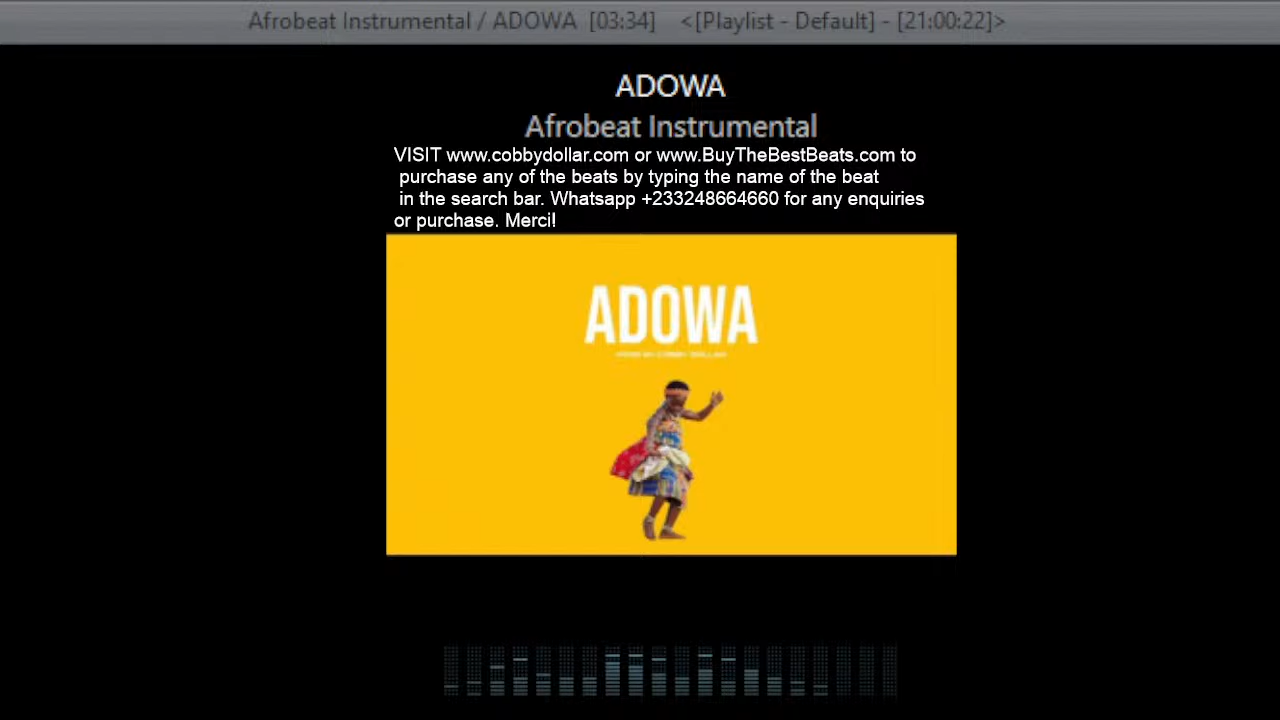 Afrobeat Instrumental / ADOWA [03:34] <[Playlist - Default] - [21:00:22]>
ADOWA
Afrobeat Instrumental
VISIT www.cobbydollar.com or www.BuyTheBestBeats.com to
purchase any of the beats by typing the name of the beat
in the search bar. Whatsapp +233248664660 for any enquiries
or purchase. Merci!
ADOWA